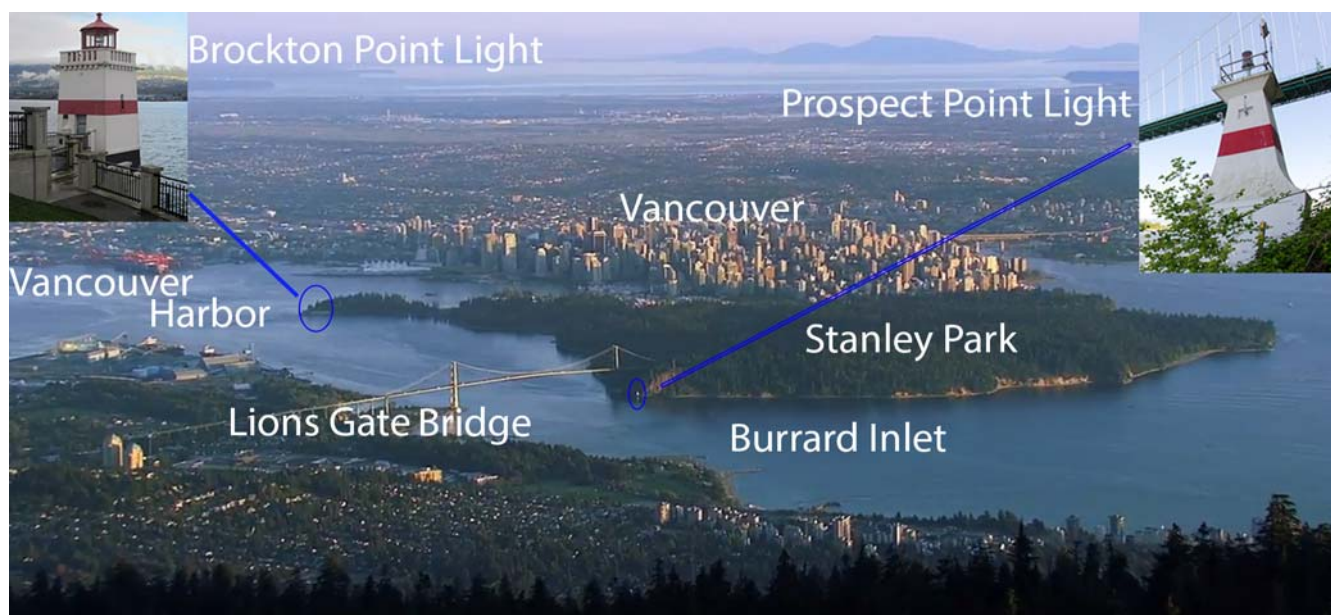 Brockton Point Light
Prospect Point Light
Vancouver
Vancouver
Harbor
Stanley Park
Lions Gate Bridge
Burrard Inlet